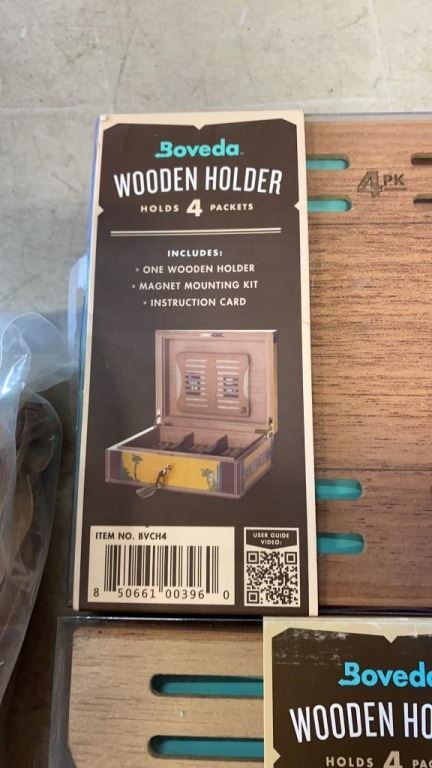 Boveda®
WOODEN HOLDER
HOLDS 4 PACKETS
INCLUDES:
• ONE WOODEN HOLDER
• MAGNET MOUNTING KIT
• INSTRUCTION CARD
ITEM NO. BVCH4
8 50661 00396 0
USER GUIDE
VIDEO:
4PK
Boveda
WOODEN HO
HOLDS 4 PAC